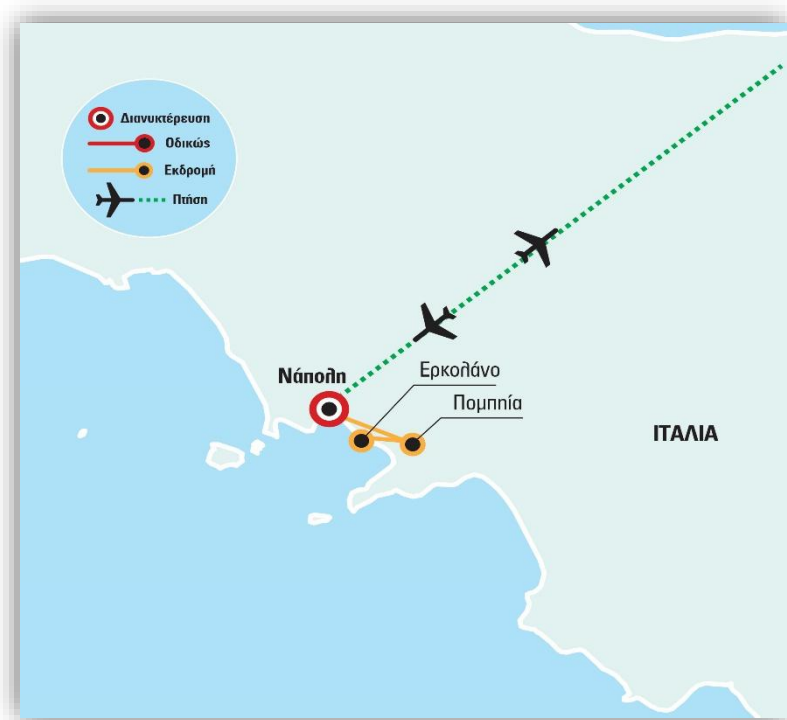 Διανυκτέρευση
Οδικώς
Εκδρομή
Πτήση
Νάπολη
Ερκολάνο
Πομπηία
ΙΤΑΛΙΑ